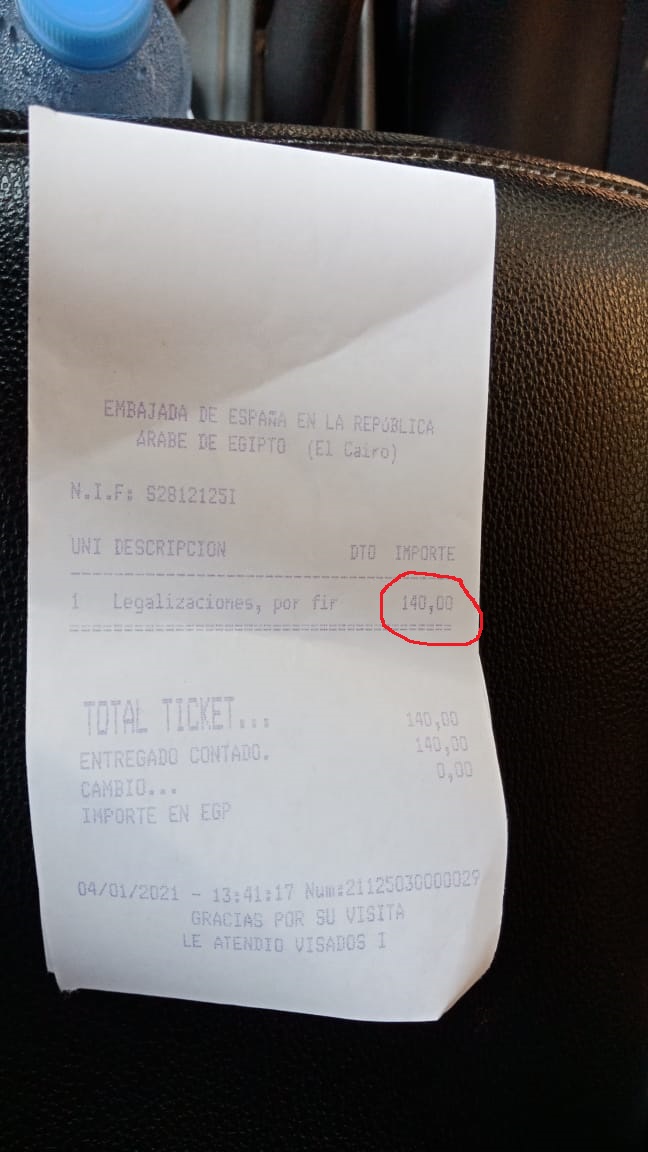 EMBAJADA DE ESPAÑA EN LA REPúBLICA
ÁRABE DE EGIPTO (El Cairo)
N.I.F: S2812125I
UNI DESCRIPCION DTO IMPORTE
1 Legalizaciones, por fir 140,00
TOTAL TICKET... 140,00
ENTREGADO CONTADO. 140,00
CAMBIO... 0,00
IMPORTE EN EGP
04/01/2021 - 13:41:17 Num:21125030000029
GRACIAS POR SU VISITA
LE ATENDIO VISADOS I